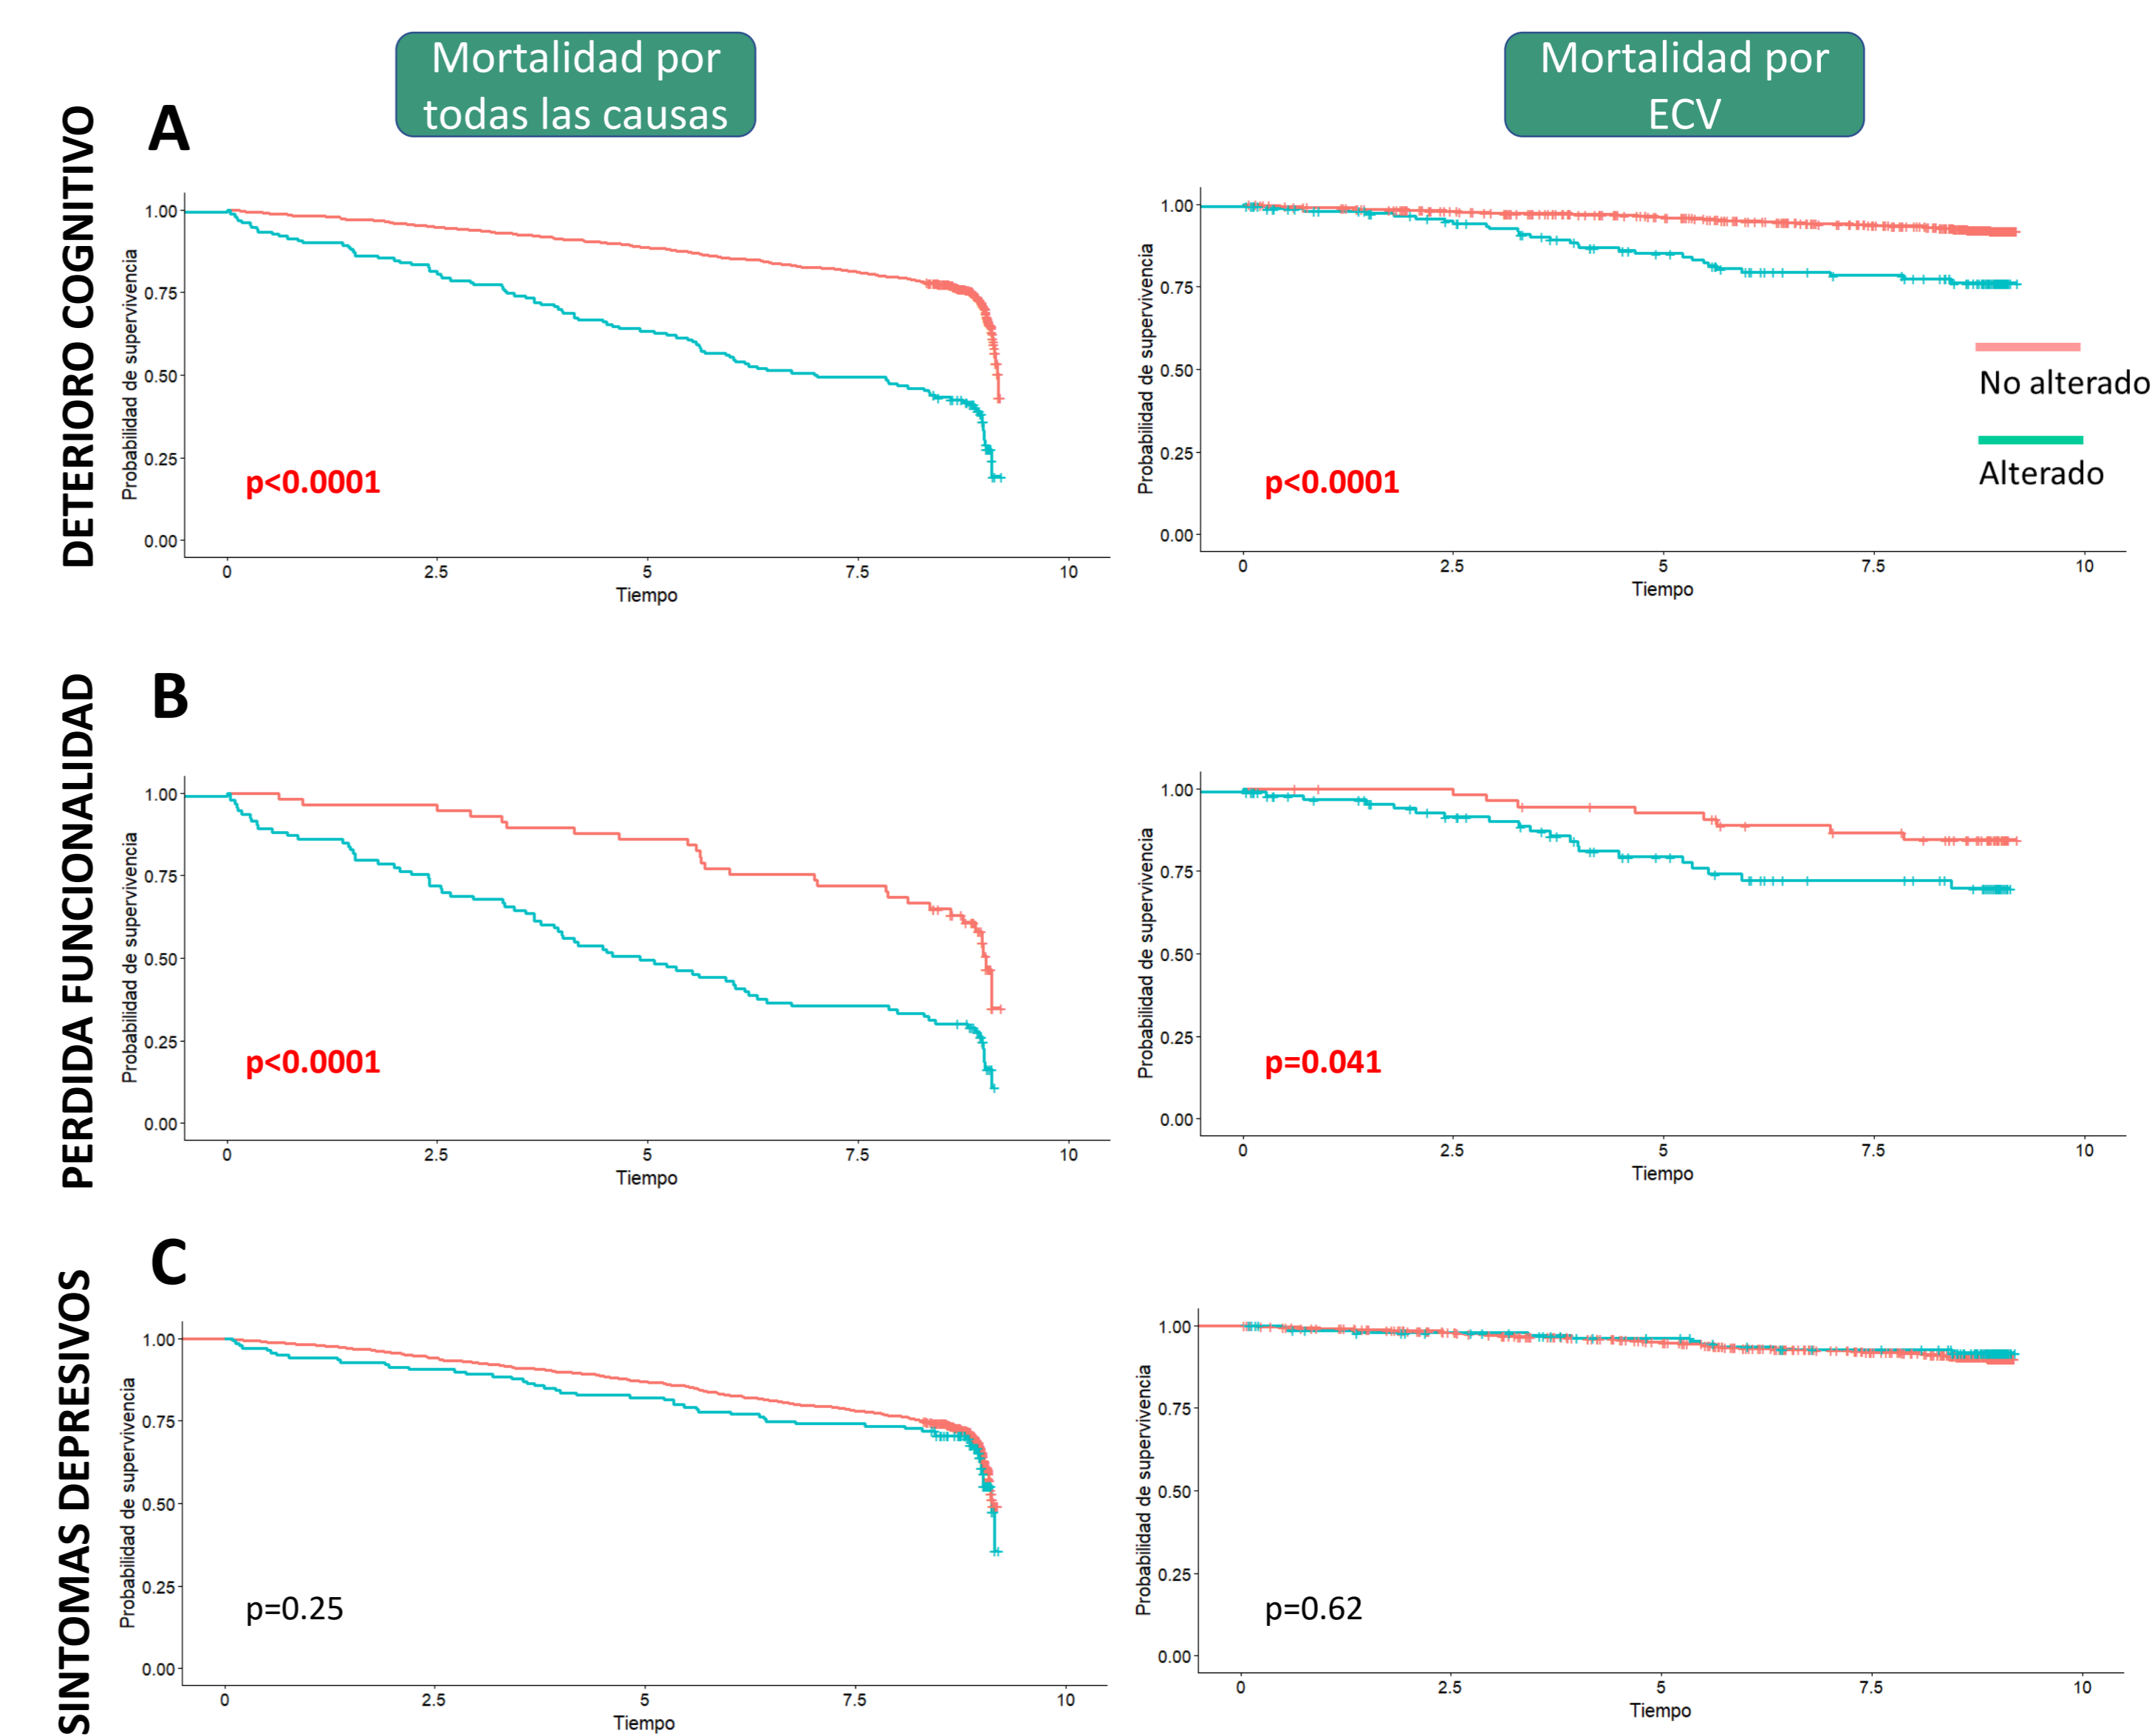 Mortalidad por
todas las causas
Mortalidad por
ECV
DETERIORO COGNITIVO
A
Probabilidad de supervivencia
1.00
0.75
0.50
0.25
0.00
p<0.0001
0 2.5 5 7.5 10
Tiempo
Probabilidad de supervivencia
1.00
0.75
0.50
0.25
0.00
p<0.0001
0 2.5 5 7.5 10
Tiempo
No alterado
Alterado
PERDIDA FUNCIONALIDAD
B
Probabilidad de supervivencia
1.00
0.75
0.50
0.25
0.00
p<0.0001
0 2.5 5 7.5 10
Tiempo
Probabilidad de supervivencia
1.00
0.75
0.50
0.25
0.00
p=0.041
0 2.5 5 7.5 10
Tiempo
SINTOMAS DEPRESIVOS
C
Probabilidad de supervivencia
1.00
0.75
0.50
0.25
0.00
p=0.25
0 2.5 5 7.5 10
Tiempo
Probabilidad de supervivencia
1.00
0.75
0.50
0.25
0.00
p=0.62
0 2.5 5 7.5 10
Tiempo